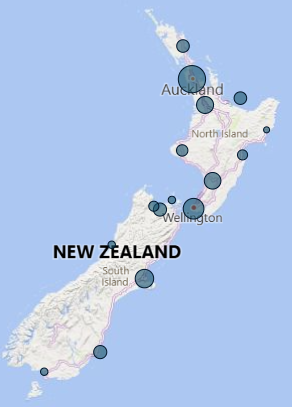 Auckland
North Island
Wellington
NEW ZEALAND
South
Island